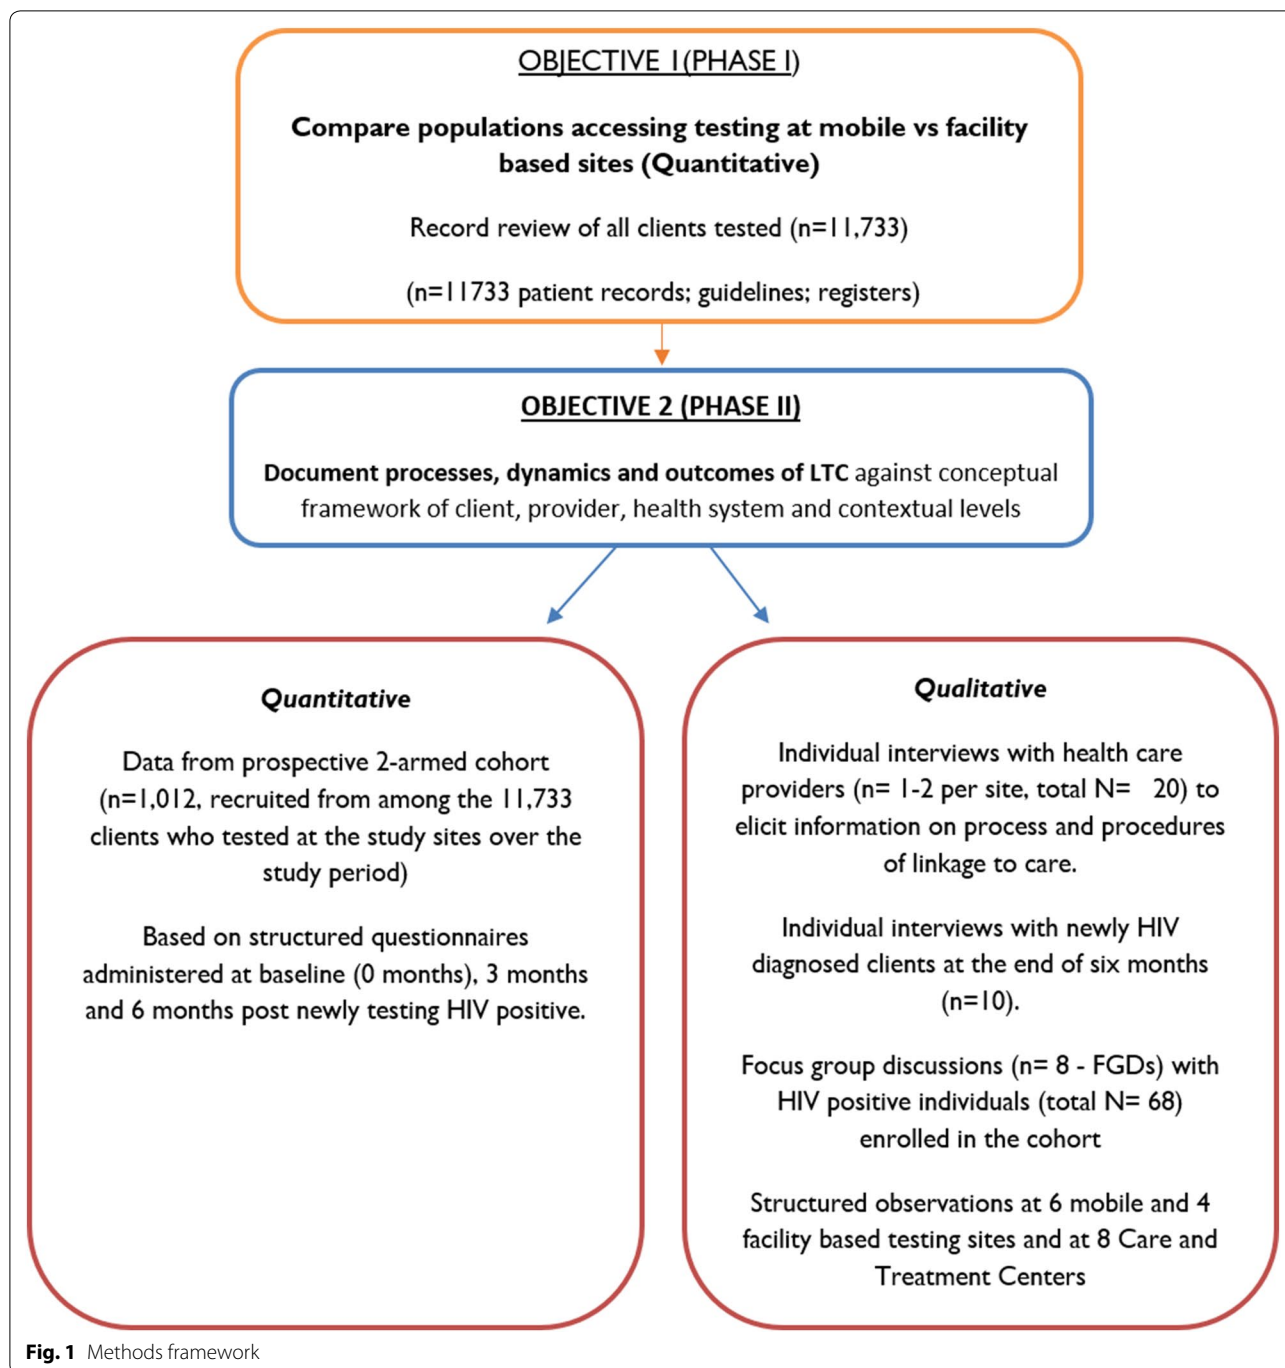 OBJECTIVE 1(PHASE I)
Compare populations accessing testing at mobile vs facility
based sites (Quantitative)
Record review of all clients tested (n=11,733)
(n=11733 patient records; guidelines; registers)
OBJECTIVE 2 (PHASE II)
Document processes, dynamics and outcomes of LTC against conceptual
framework of client, provider, health system and contextual levels
Quantitative
Data from prospective 2-armed cohort
(n=1,012, recruited from among the 11,733
clients who tested at the study sites over the
study period)
Based on structured questionnaires
administered at baseline (0 months), 3 months
and 6 months post newly testing HIV positive.
Qualitative
Individual interviews with health care
providers (n= 1-2 per site, total N=   20) to
elicit information on process and procedures
of linkage to care.
Individual interviews with newly HIV
diagnosed clients at the end of six months
(n=10).
Focus group discussions (n= 8 - FGDs) with
HIV positive individuals (total N= 68)
enrolled in the cohort
Structured observations at 6 mobile and 4
facility based testing sites and at 8 Care and
Treatment Centers
Fig. 1 Methods framework